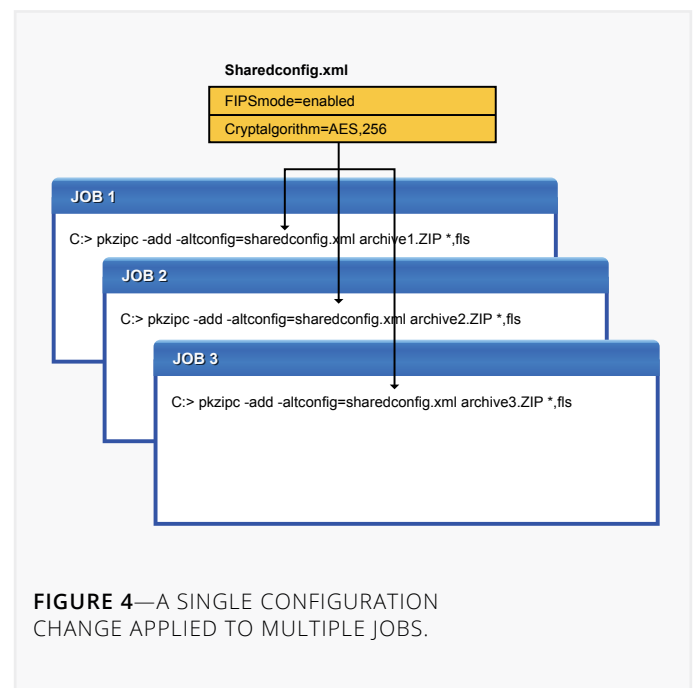 Sharedconfig.xml
FIPSmode=enabled
Cryptalgorithm=AES,256
JOB 1
C:> pkzipc -add -altconfig=sharedconfig.xml archive1.ZIP *,fls
JOB 2
C:> pkzipc -add -altconfig=sharedconfig.xml archive2.ZIP *,fls
JOB 3
C:> pkzipc -add -altconfig=sharedconfig.xml archive3.ZIP *,fls
FIGURE 4—A SINGLE CONFIGURATION
CHANGE APPLIED TO MULTIPLE JOBS.